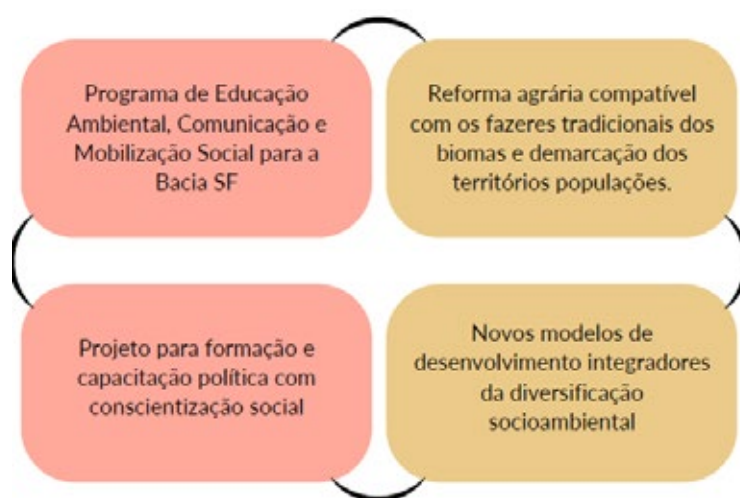 Programa de Educação
Ambiental, Comunicação e
Mobilização Social para a
Bacia SF
Reforma agrária compatível
com os fazeres tradicionais dos
biomas e demarcação dos
territórios populações.
Projeto para formação e
capacitação política com
conscientização social
Novos modelos de
desenvolvimento integradores
da diversificação
socioambiental